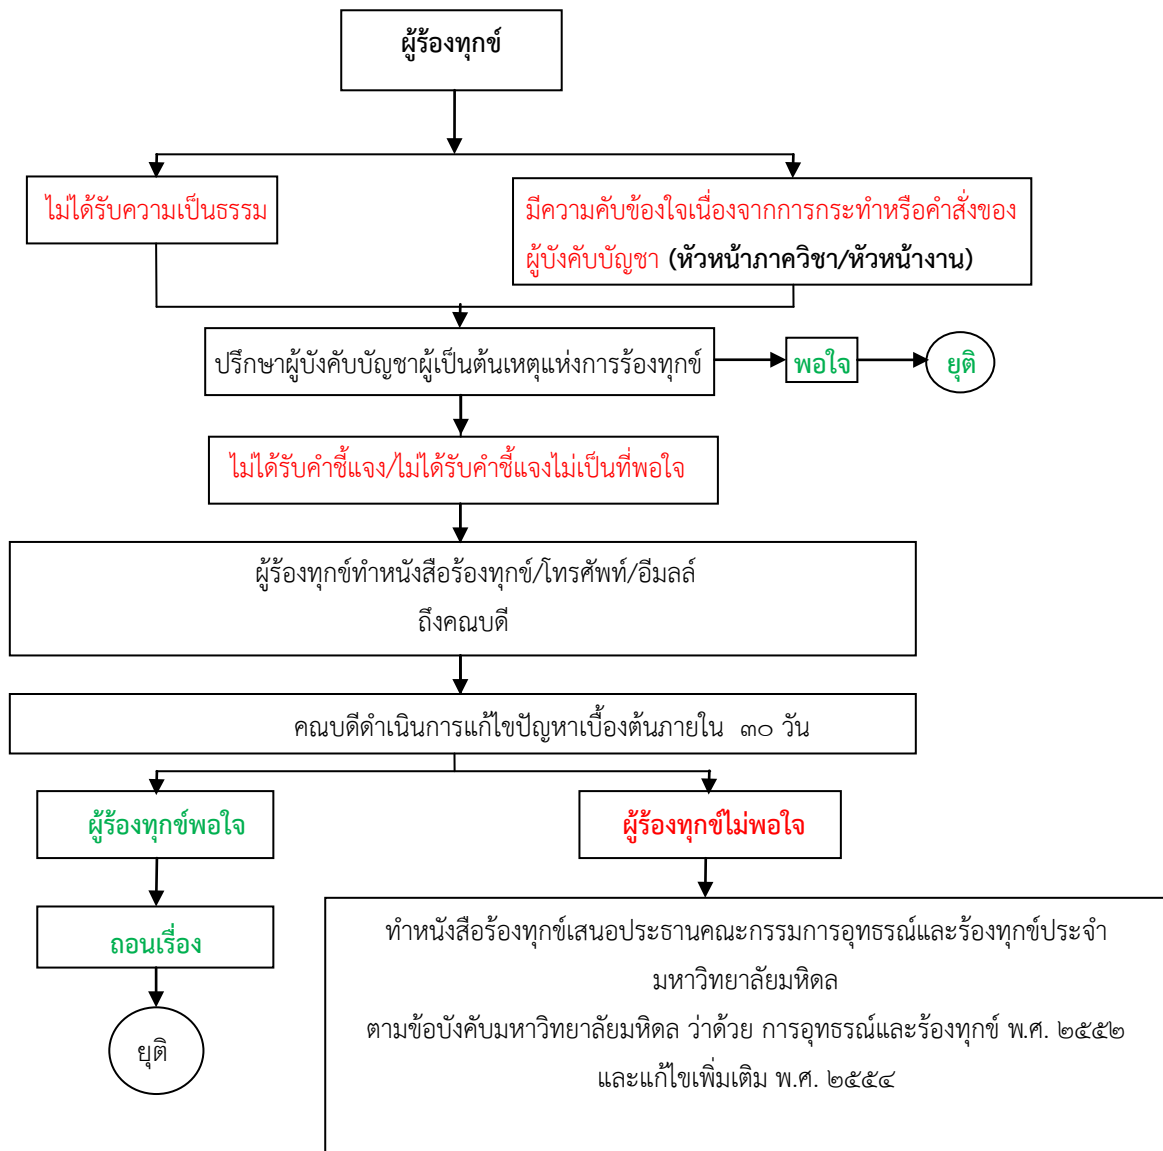 ผู้ร้องทุกข์
ไม่ได้รับความเป็นธรรม
มีความคับข้องใจเนื่องจากการกระทำหรือคำสั่งของ
ผู้บังคับบัญชา (หัวหน้าภาควิชา/หัวหน้างาน)
ปรึกษาผู้บังคับบัญชาผู้เป็นต้นเหตุแห่งการร้องทุกข์
พอใจ
ยุติ
ไม่ได้รับคำชี้แจง/ไม่ได้รับคำชี้แจงไม่เป็นที่พอใจ
ผู้ร้องทุกข์ทำหนังสือร้องทุกข์/โทรศัพท์/อีมลล์
ถึงคณบดี
คณบดีดำเนินการแก้ไขปัญหาเบื้องต้นภายใน ๓๐ วัน
ผู้ร้องทุกข์พอใจ
ผู้ร้องทุกข์ไม่พอใจ
ถอนเรื่อง
ยุติ
ทำหนังสือร้องทุกข์เสนอประธานคณะกรรมการอุทธรณ์และร้องทุกข์ประจำ
มหาวิทยาลัยมหิดล
ตามข้อบังคับมหาวิทยาลัยมหิดล ว่าด้วย การอุทธรณ์และร้องทุกข์ พ.ศ. ๒๕๕๒
และแก้ไขเพิ่มเติม พ.ศ. ๒๕๕๔